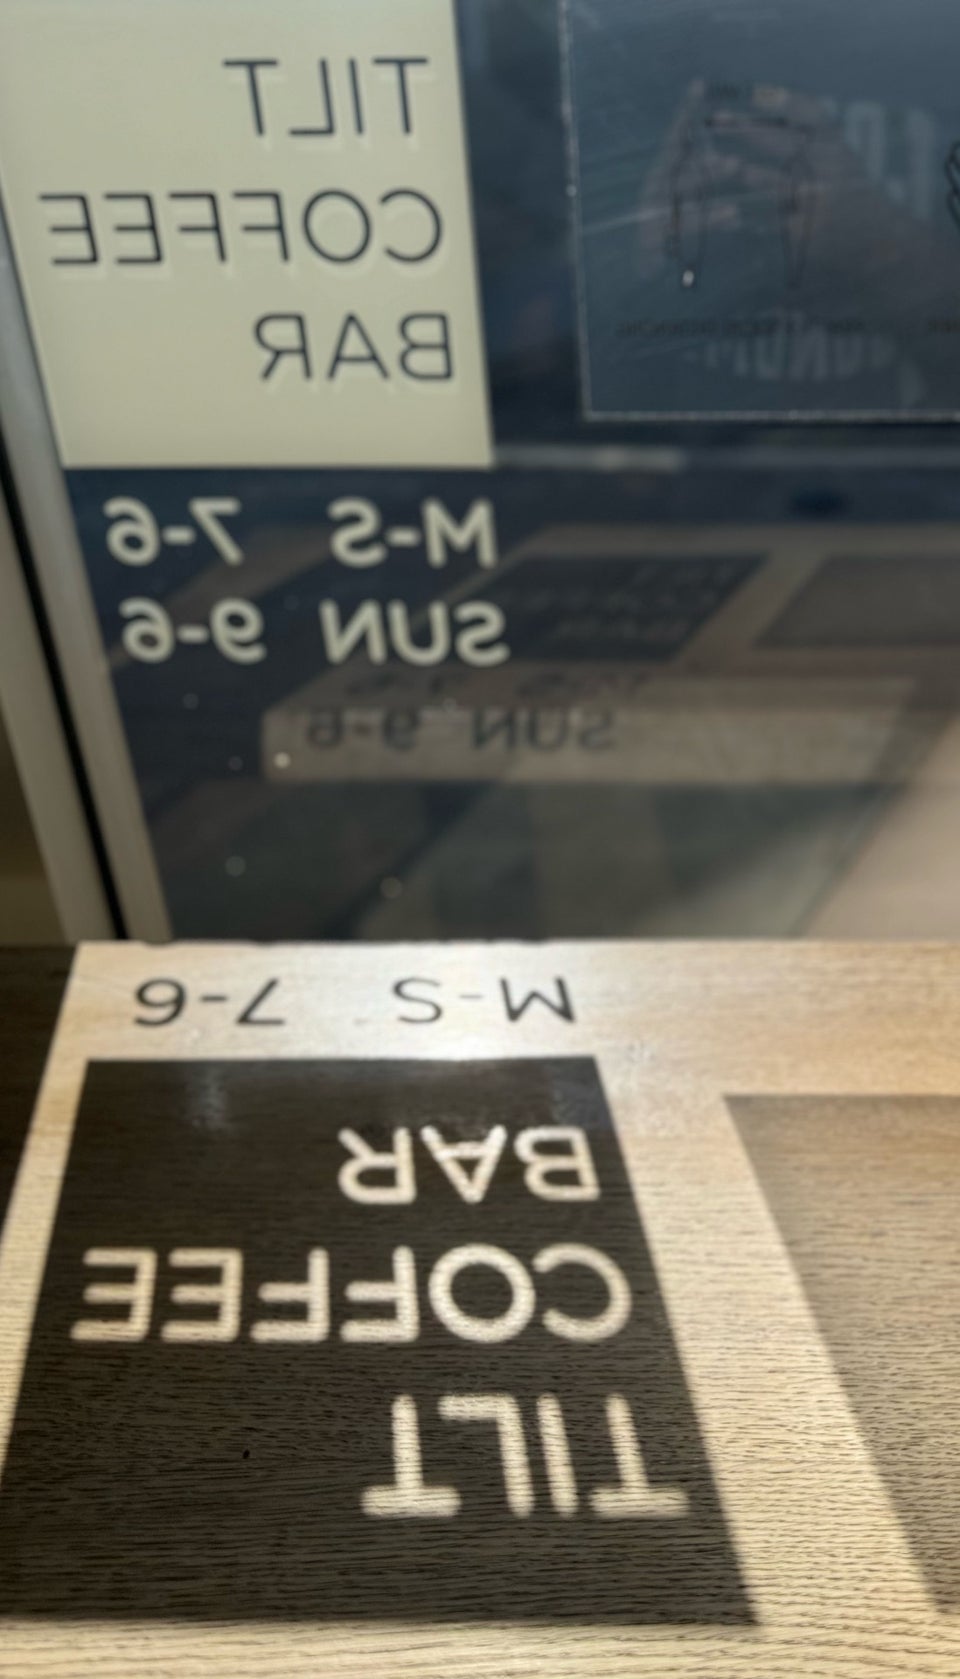 TILT
COFFEE
BAR
M-S 7-6
SUN 9-6
SUN 9-6
M-S 7-6
BAR
COFFEE
TILT